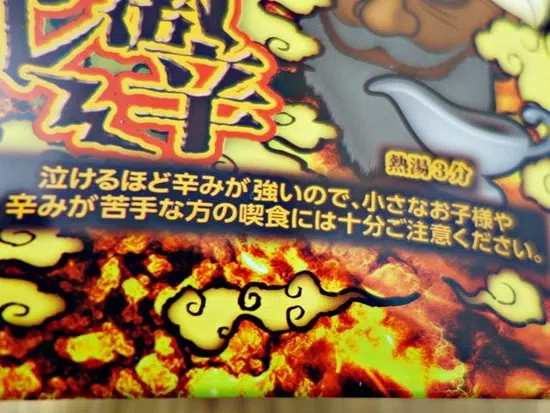 激辛
熱湯3分
泣けるほど辛みが強いので、小さなお子様や
辛みが苦手な方の喫食には十分ご注意ください。